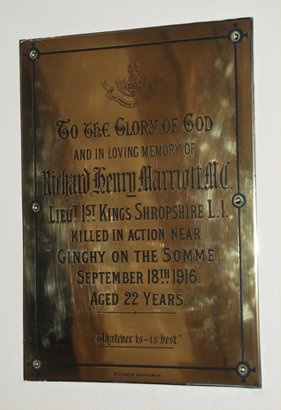 To the Glory of God
AND IN LOVING MEMORY OF
Richard Henry Marriott, M.C.
LIEUT 1ST KINGS SHROPSHIRE L.I.
KILLED IN ACTION NEAR
GINCHY ON THE SOMME
SEPTEMBER 18TH 1916.
AGED 22 YEARS.
"Whatever is - is best."